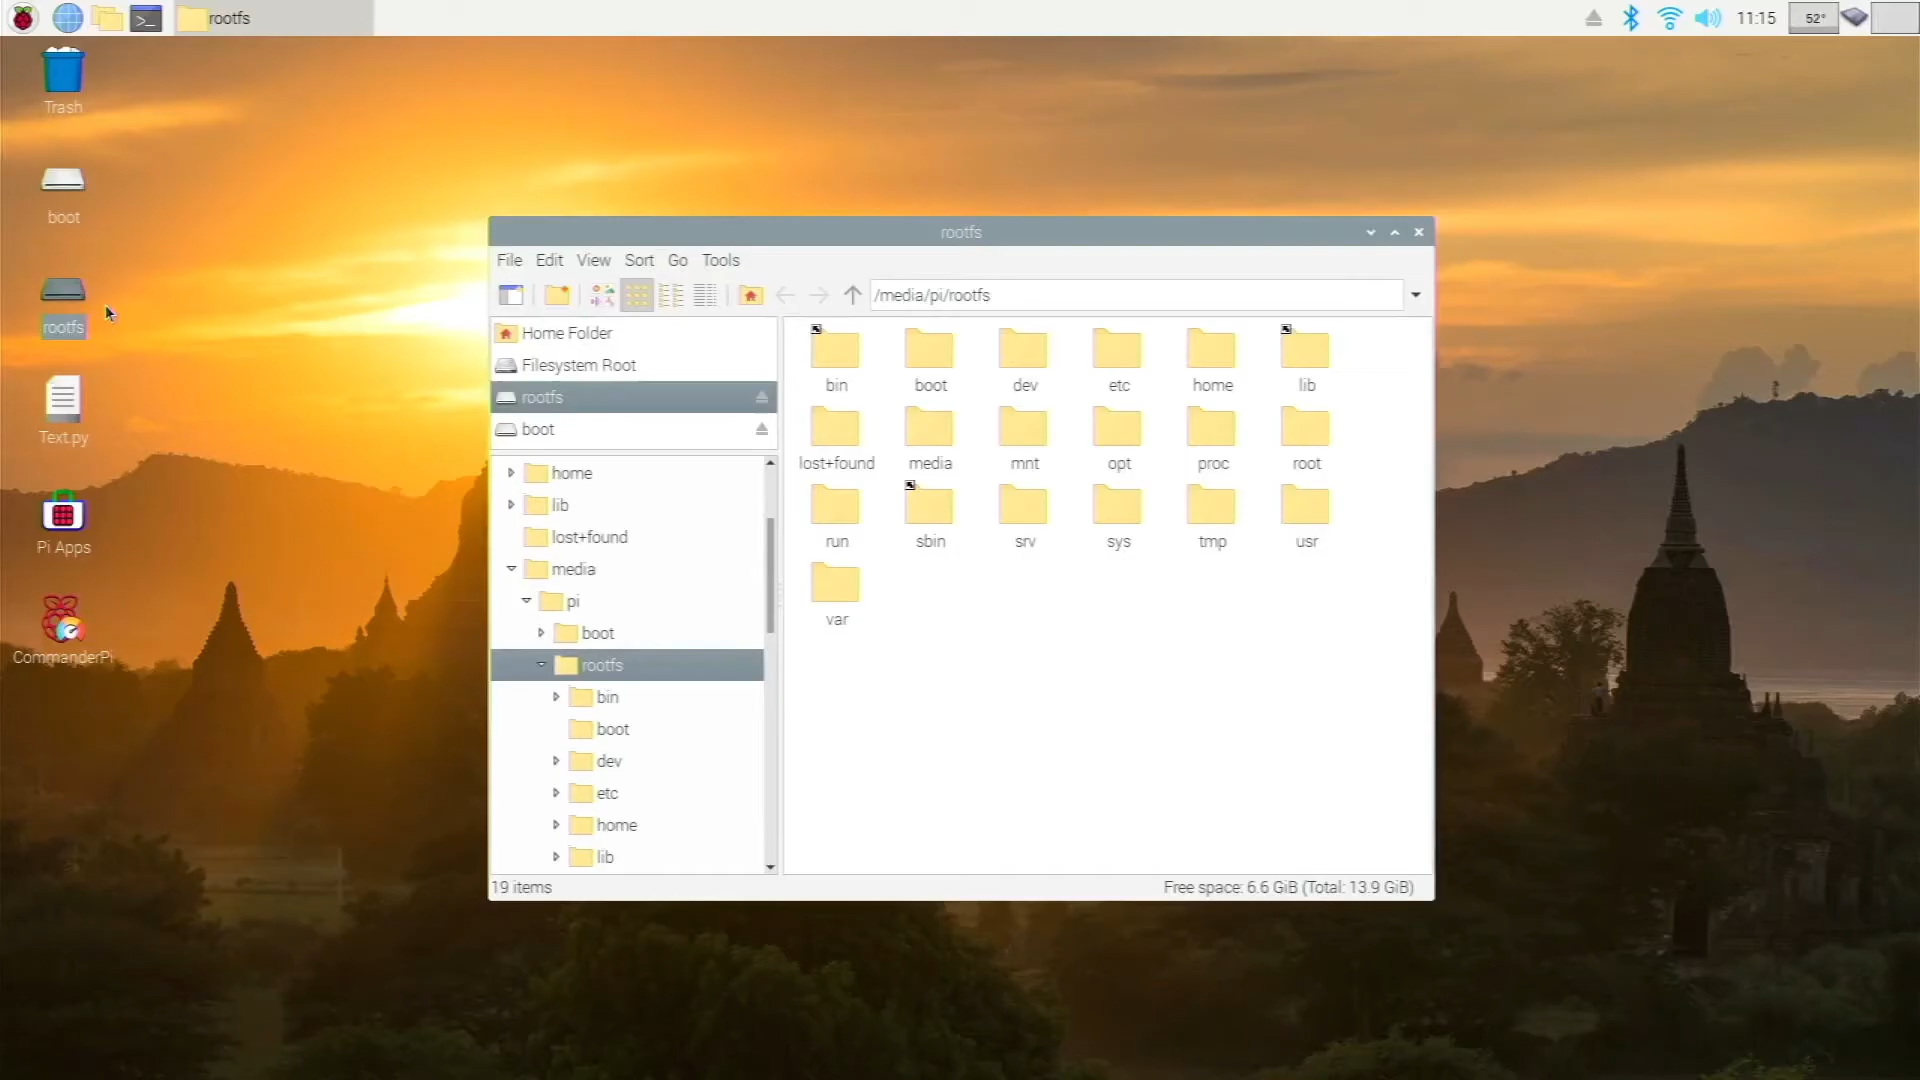 rootfs
11:15
52°
Trash
boot
rootfs
Text.py
Pi Apps
CommanderPi
rootfs
File Edit View Sort Go Tools
/media/pi/rootfs
Home Folder
Filesystem Root
rootfs
boot
home
lib
lost+found
media
pi
boot
rootfs
bin
boot
dev
etc
home
lib
bin boot dev etc home lib
lost+found media mnt opt proc root
run sbin srv sys tmp usr
var
19 items
Free space: 6.6 GiB (Total: 13.9 GiB)